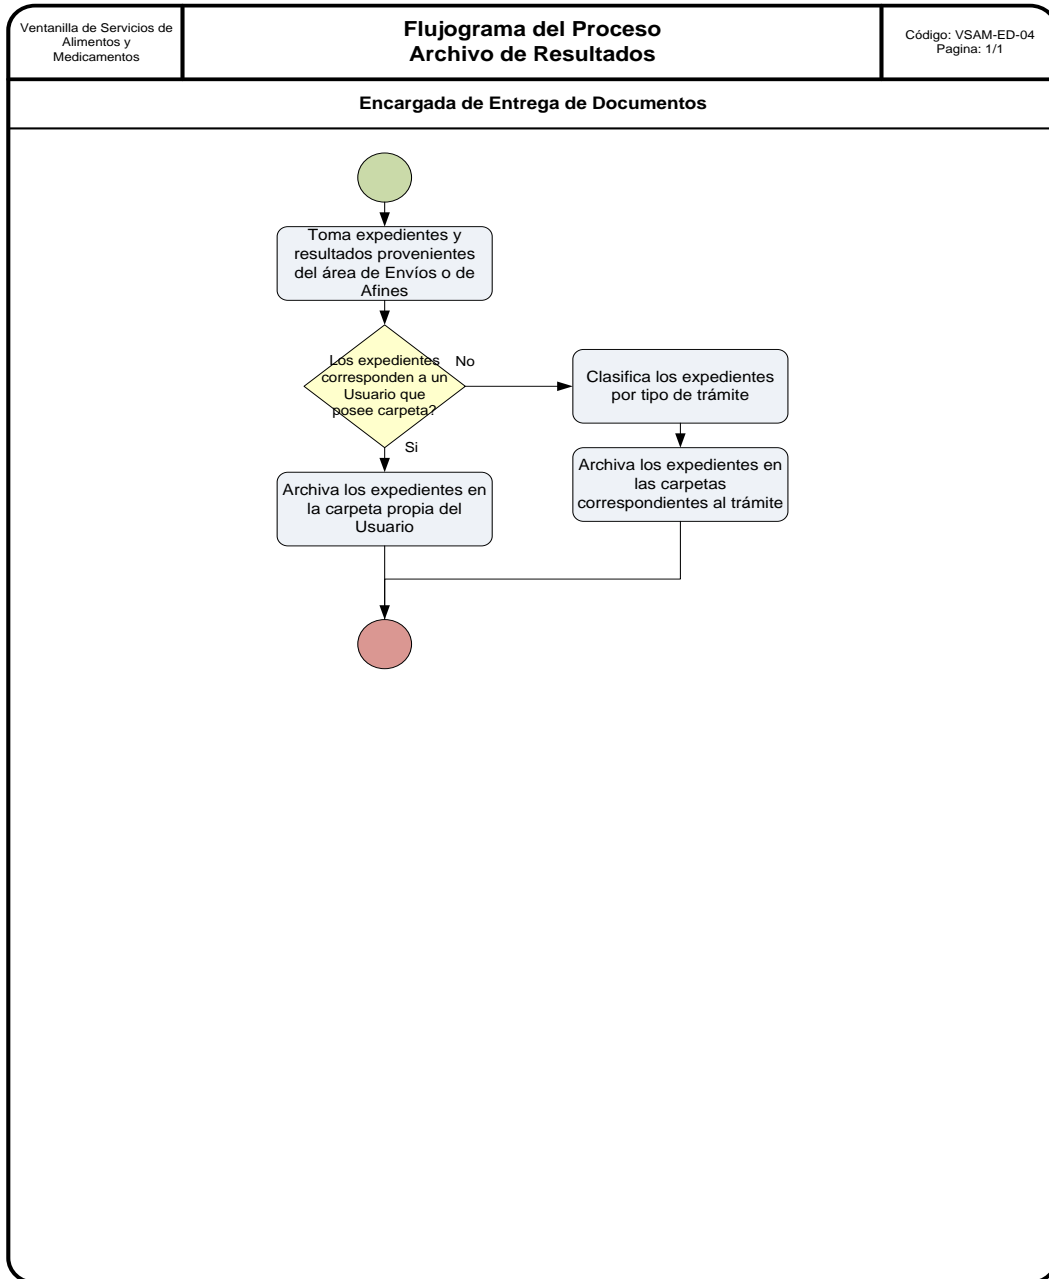 Ventanilla de Servicios de
Alimentos y
Medicamentos
Flujograma del Proceso
Archivo de Resultados
Código: VSAM-ED-04
Pagina: 1/1
Encargada de Entrega de Documentos
Toma expedientes y
resultados provenientes
del área de Envíos o de
Afines
Los expedientes
corresponden a un
Usuario que
posee carpeta?
No
Clasifica los expedientes
por tipo de trámite
Si
Archiva los expedientes en
las carpetas
correspondientes al trámite
Archiva los expedientes en
la carpeta propia del
Usuario